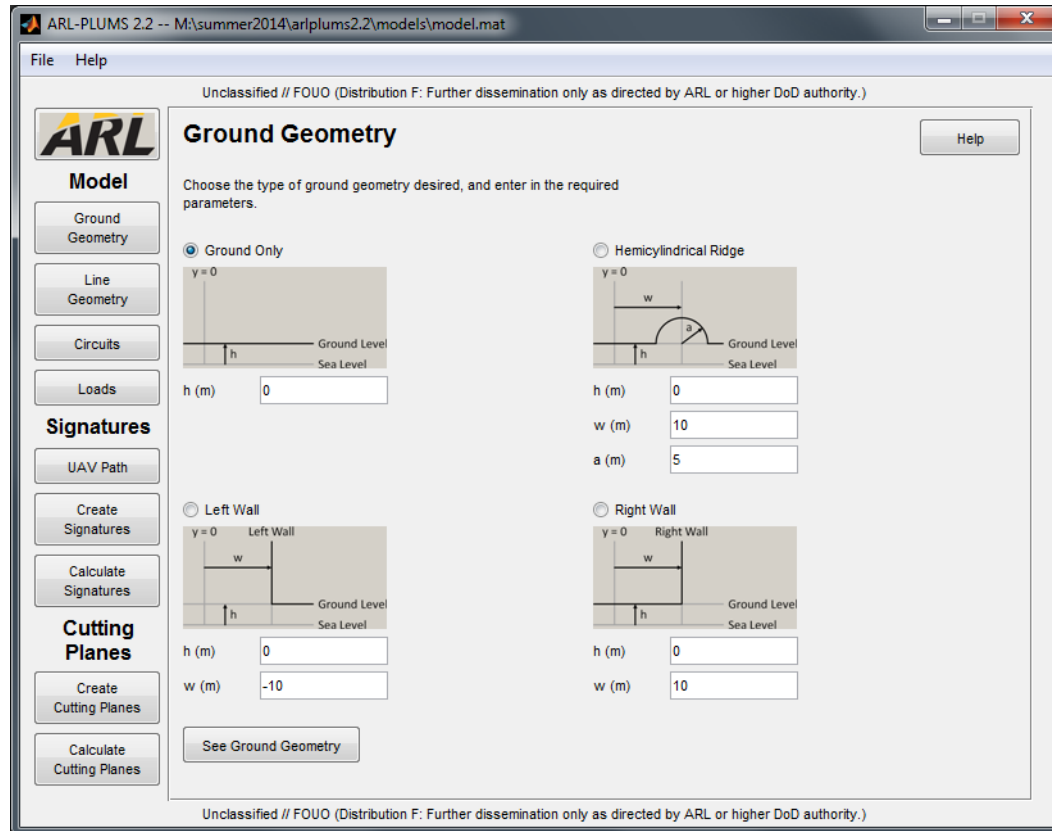 ARL-PLUMS 2.2 -- M:\summer2014\arlplums2.2\models\model.mat
File Help
Unclassified // FOUO (Distribution F: Further dissemination only as directed by ARL or higher DoD authority.)
ARL
Model
Ground
Geometry
Line
Geometry
Circuits
Loads
Signatures
UAV Path
Create
Signatures
Calculate
Signatures
Cutting
Planes
Create
Cutting Planes
Calculate
Cutting Planes
Ground Geometry
Help
Choose the type of ground geometry desired, and enter in the required
parameters.
Ground Only
y = 0
h
Ground Level
Sea Level
h (m) 0
Hemicylindrical Ridge
y = 0
w
a
h
Ground Level
Sea Level
h (m) 0
w (m) 10
a (m) 5
Left Wall
y = 0 Left Wall
w
h
Ground Level
Sea Level
h (m) 0
w (m) -10
Right Wall
y = 0 Right Wall
w
h
Ground Level
Sea Level
h (m) 0
w (m) 10
See Ground Geometry
Unclassified // FOUO (Distribution F: Further dissemination only as directed by ARL or higher DoD authority.)